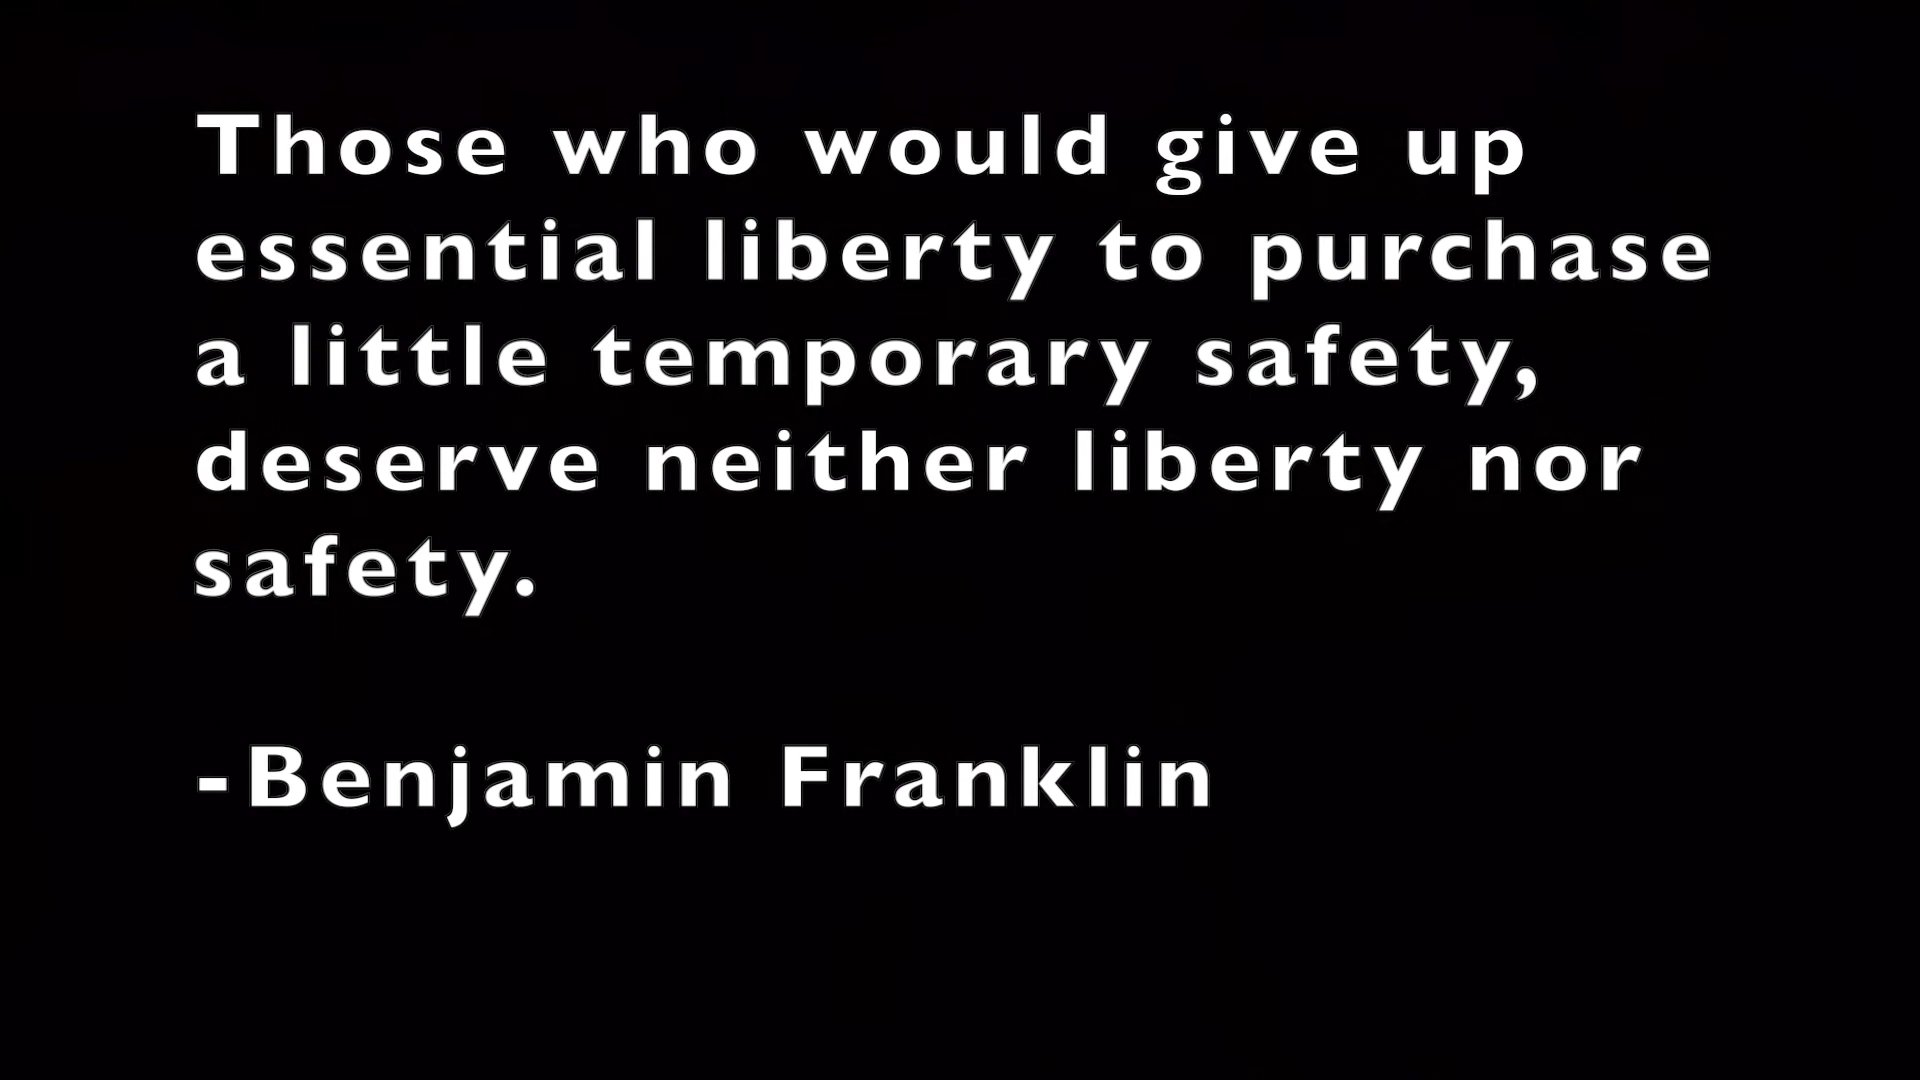 Those who would give up
essential liberty to purchase
a little temporary safety,
deserve neither liberty nor
safety.
-Benjamin Franklin